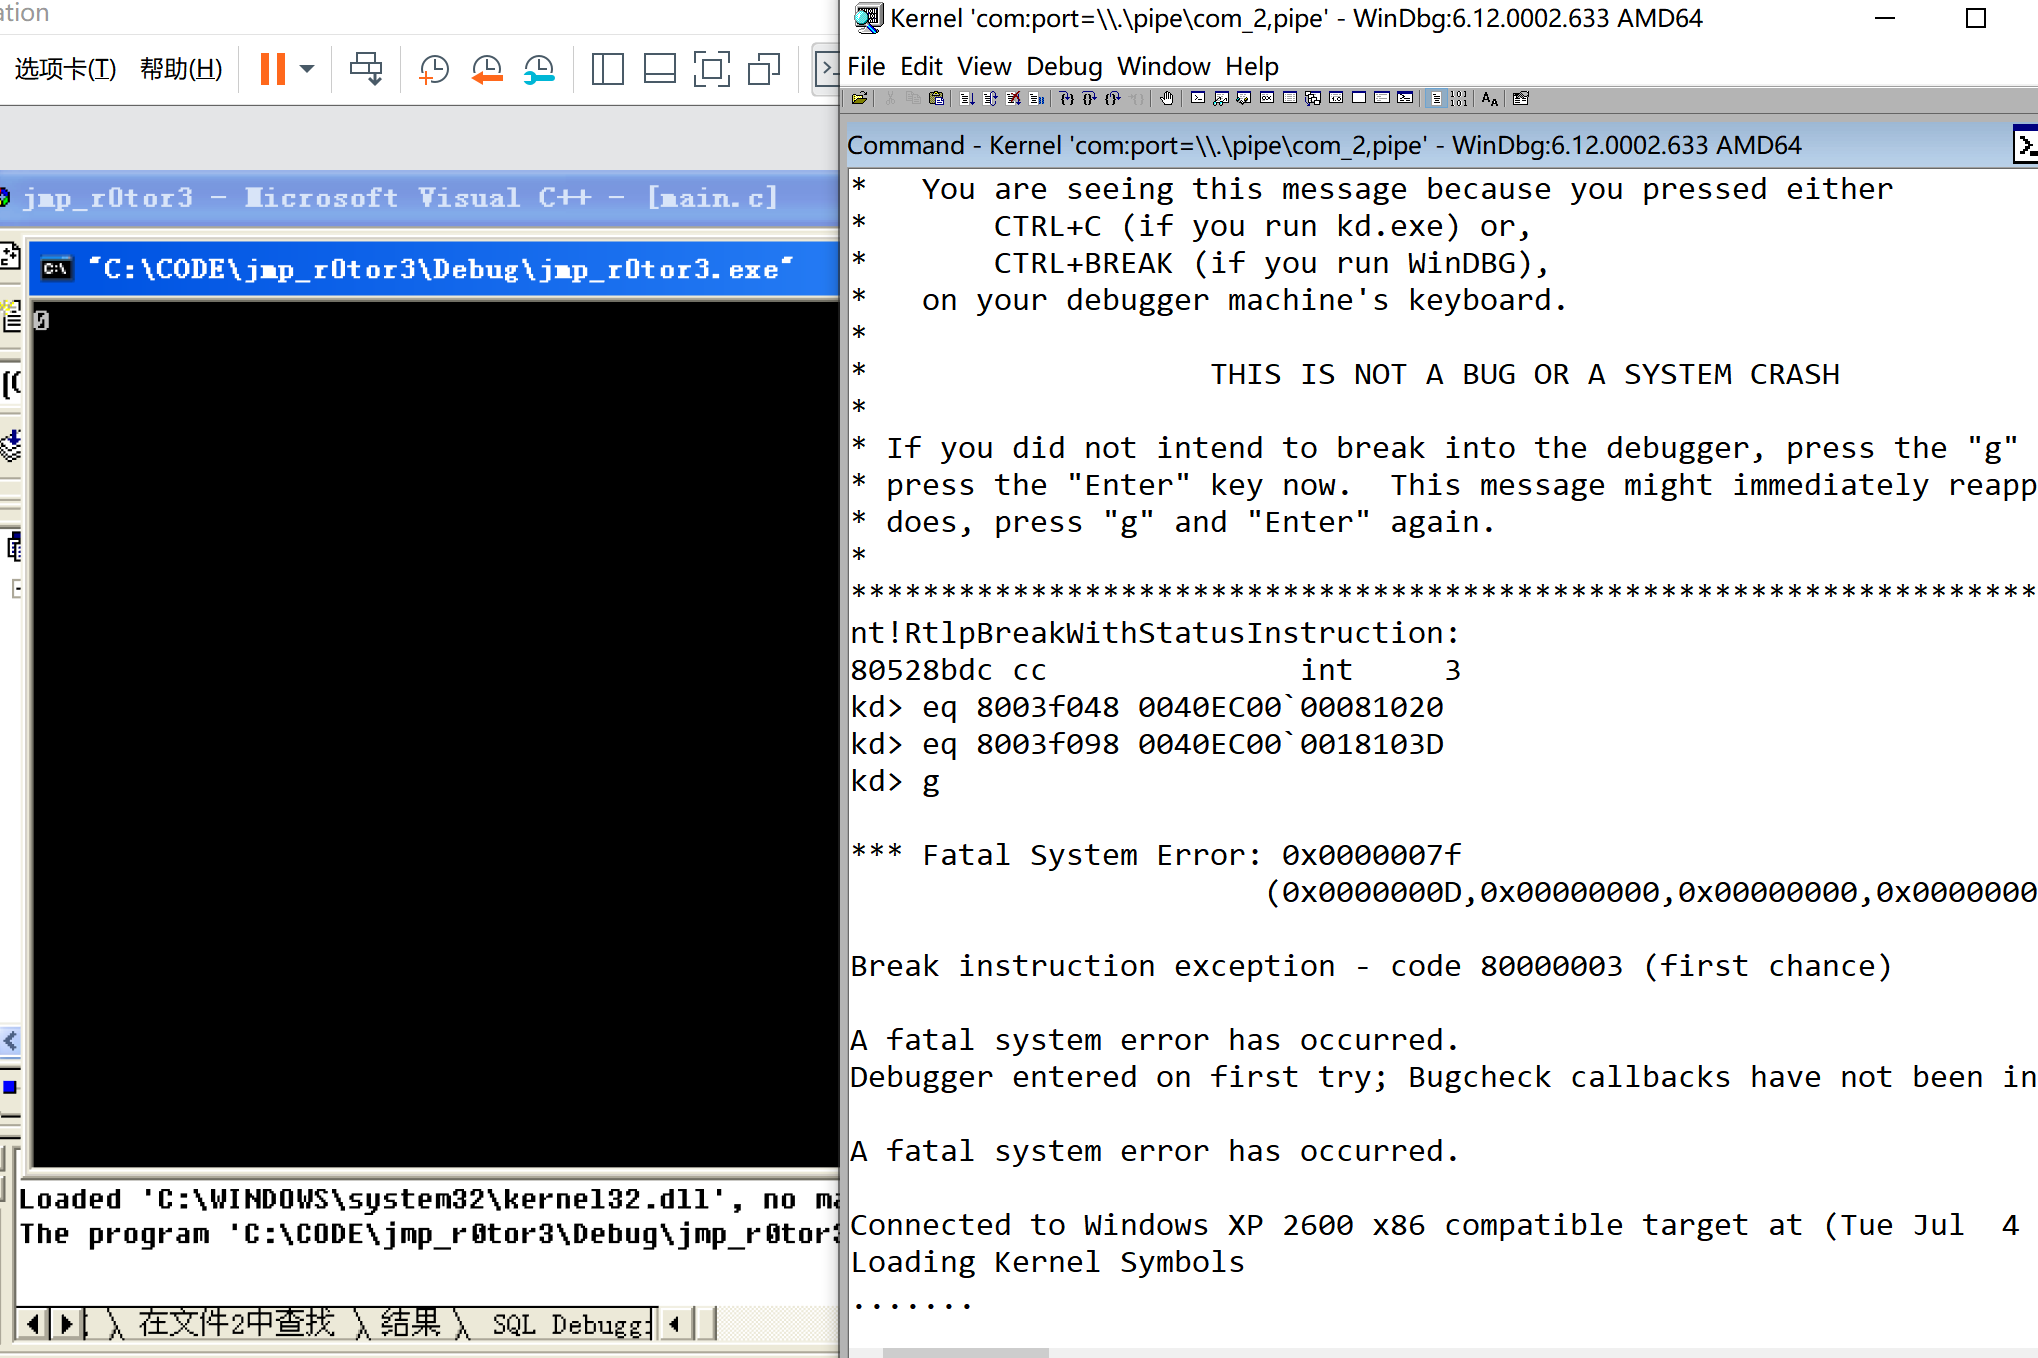 ation
选项卡(T) 帮助(H)
jmp_r0tor3 - Microsoft Visual C++ - [main.c]
"C:\CODE\jmp_r0tor3\Debug\jmp_r0tor3.exe"
0
Loaded 'C:\WINDOWS\system32\kernel32.dll', no ma
The program 'C:\CODE\jmp_r0tor3\Debug\jmp_r0tor3
在文件2中查找 结果 SQL Debugg
Kernel 'com:port=\\.\pipe\com_2,pipe' - WinDbg:6.12.0002.633 AMD64
File Edit View Debug Window Help
Command - Kernel 'com:port=\\.\pipe\com_2,pipe' - WinDbg:6.12.0002.633 AMD64
* You are seeing this message because you pressed either
* CTRL+C (if you run kd.exe) or,
* CTRL+BREAK (if you run WinDBG),
* on your debugger machine's keyboard.
*
* THIS IS NOT A BUG OR A SYSTEM CRASH
*
* If you did not intend to break into the debugger, press the "g"
* press the "Enter" key now. This message might immediately reapp
* does, press "g" and "Enter" again.
*
******************************************************************
nt!RtlpBreakWithStatusInstruction:
80528bdc cc int 3
kd> eq 8003f048 0040EC00`00081020
kd> eq 8003f098 0040EC00`0018103D
kd> g
*** Fatal System Error: 0x0000007f
(0x0000000D,0x00000000,0x00000000,0x0000000
Break instruction exception - code 80000003 (first chance)
A fatal system error has occurred.
Debugger entered on first try; Bugcheck callbacks have not been in
A fatal system error has occurred.
Connected to Windows XP 2600 x86 compatible target at (Tue Jul 4
Loading Kernel Symbols
.......